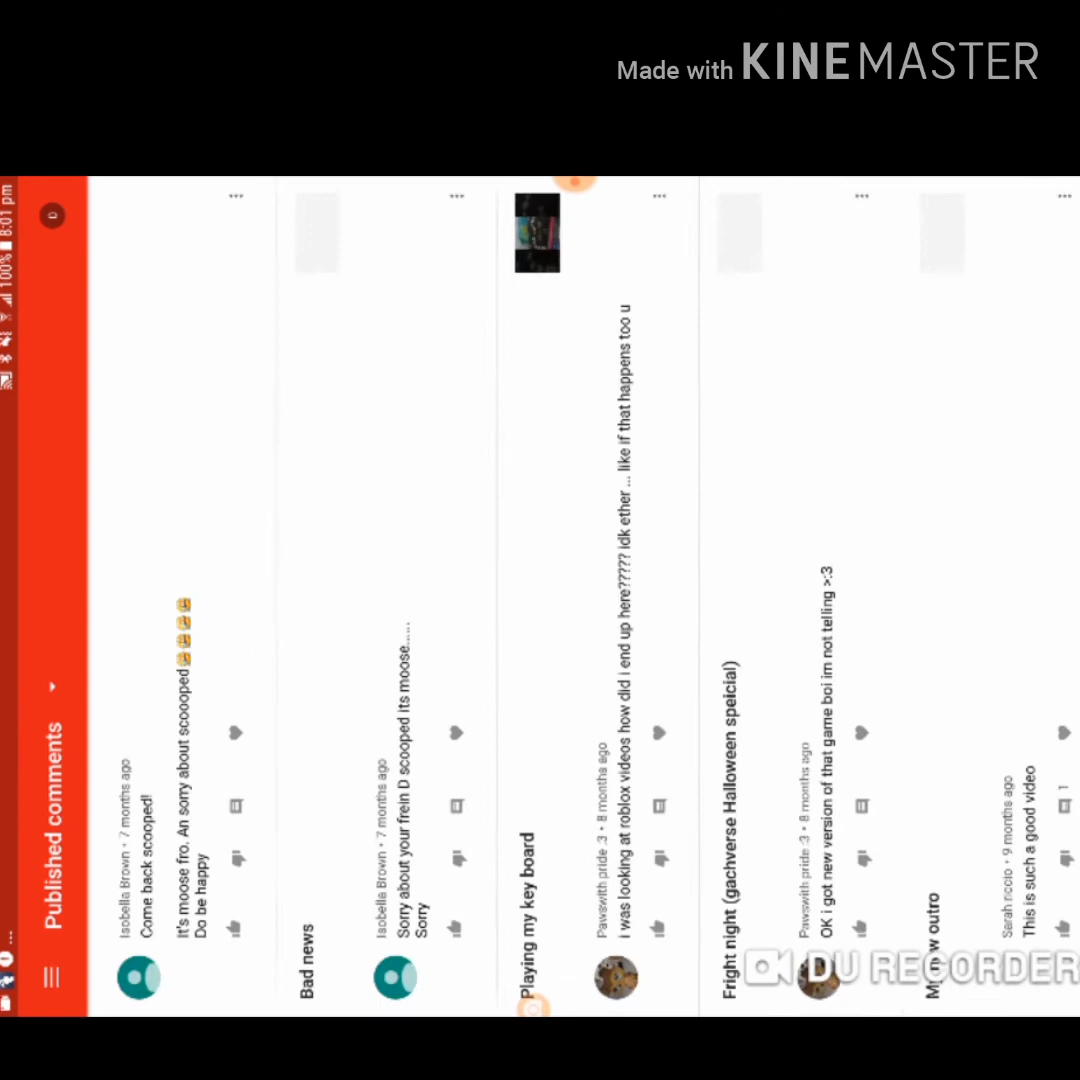 Made with KINEMASTER
8:01 pm
100%
Published comments
D
Isobella Brown • 7 months ago
Come back scooped!
It's moose fro. An sorry about scoooped😭😭😭😭
Do be happy
Bad news
Isobella Brown • 7 months ago
Sorry about your frein D scooped its moose.....
Sorry
Playing my key board
Pawswith pride :3 • 8 months ago
i was looking at roblox videos how did i end up here????? idk ether ... like if that happens too u
Fright night (gachverse Halloween speicial)
Pawswith pride :3 • 8 months ago
OK i got new version of that game boi im not telling >:3
My new outro
Sarah riccio • 9 months ago
This is such a good video
1
DU RECORDER